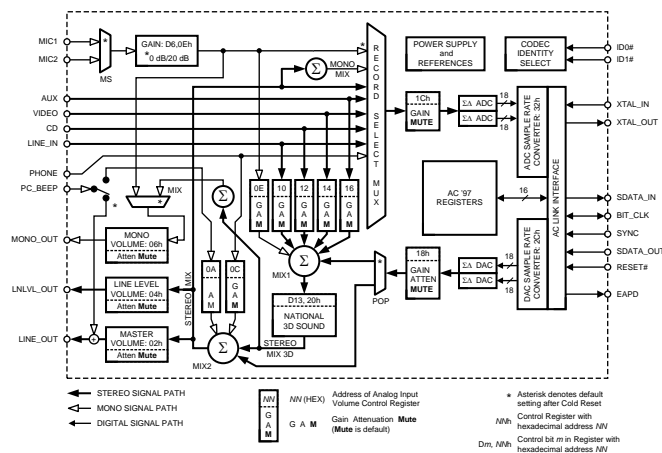 MIC1
MIC2
MS
GAIN: D6,0Eh
* 0 dB/20 dB
RECORD SELECT MUX
POWER SUPPLY
and
REFERENCES
CODEC IDENTITY
SELECT
ID0#
ID1#
Σ
MONO
MIX
*
AUX
VIDEO
CD
LINE_IN
PHONE
PC_BEEP
1Ch
GAIN
MUTE
18
ΣΔ ADC
ΣΔ ADC
18
ADC SAMPLE RATE
CONVERTER: 32h
XTAL_IN
XTAL_OUT
AC LINK INTERFACE
MIX
*
*
Σ
0E
G
A
M
10
G
A
M
12
G
A
M
14
G
A
M
16
G
A
M
AC '97
REGISTERS
16
SDATA_IN
BIT_CLK
SYNC
SDATA_OUT
RESET#
EAPD
MONO_OUT
MONO
VOLUME: 06h
Atten Mute
0A
A
M
0C
G
A
M
Σ
MIX1
*
POP
18h
GAIN
ATTEN
MUTE
18
ΣΔ DAC
ΣΔ DAC
18
DAC SAMPLE RATE
CONVERTER: 2Ch
LNLVL_OUT
LINE LEVEL
VOLUME: 04h
Atten Mute
STEREO MIX
D13, 20h
NATIONAL
3D SOUND
LINE_OUT
+
MASTER
VOLUME: 02h
Atten Mute
Σ
MIX2
STEREO
MIX 3D
STEREO SIGNAL PATH
MONO SIGNAL PATH
DIGITAL SIGNAL PATH
NN
G
A
M
NN (HEX)
Address of Analog Input
Volume Control Register
G A M
Gain Attenuation Mute
(Mute is default)
* Asterisk denotes default
setting after Cold Reset
NNh Control Register with
hexadecimal address NN
Dm, NNh Control bit m in Register with
hexadecimal address NN